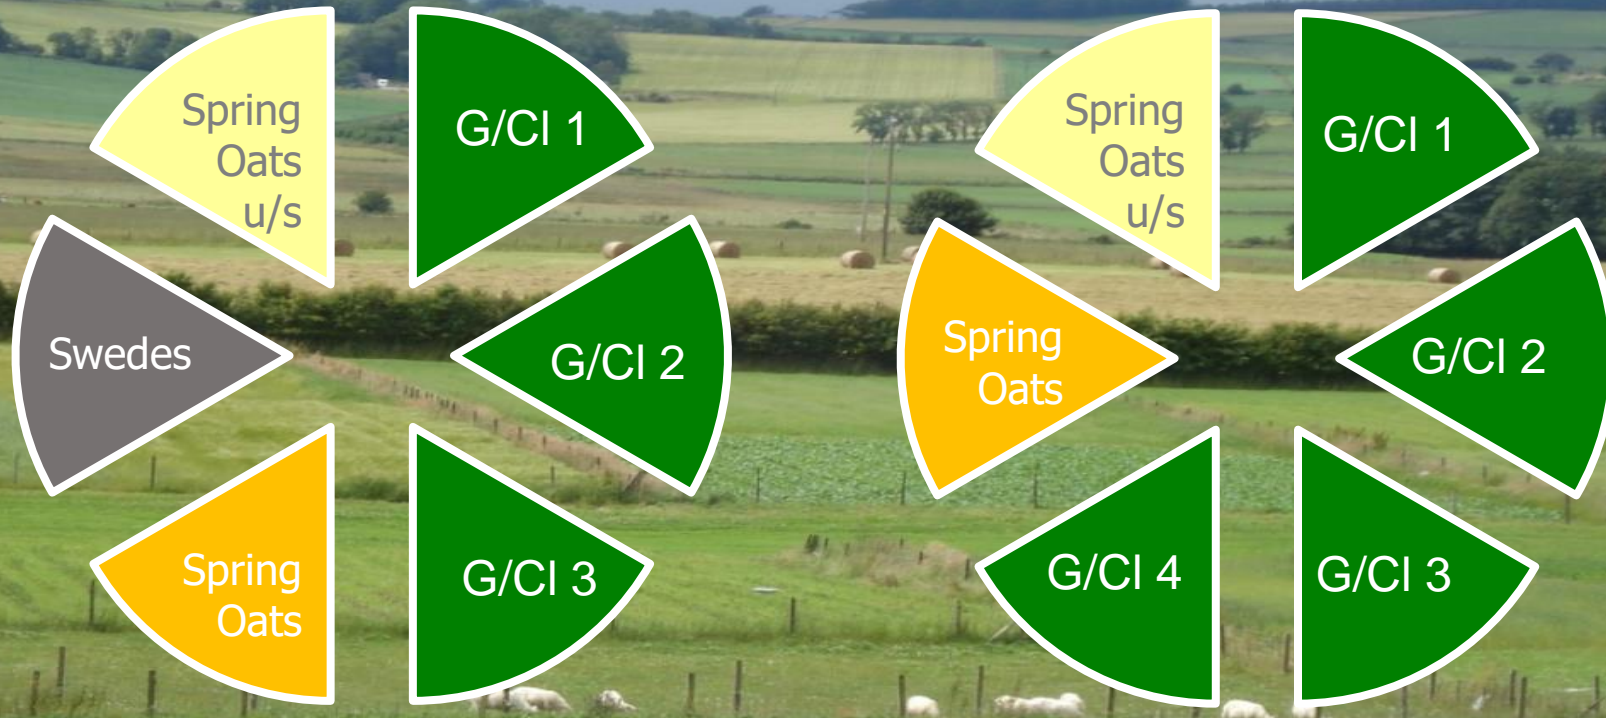 Spring
Oats
u/s
G/Cl 1
Swedes
G/Cl 2
Spring
Oats
G/Cl 3
Spring
Oats
u/s
G/Cl 1
Spring
Oats
G/Cl 2
G/Cl 4
G/Cl 3